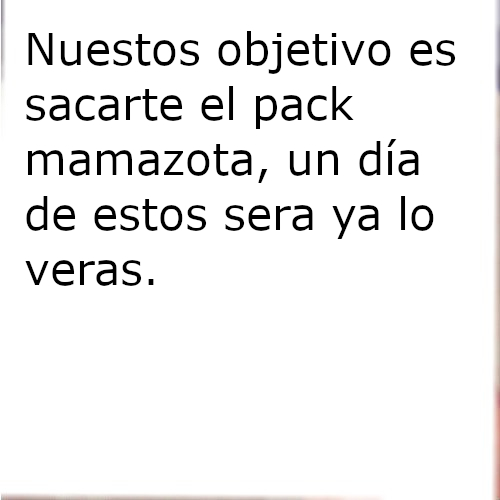 Nuestos objetivo es
sacarte el pack
mamazota, un día
de estos sera ya lo
veras.